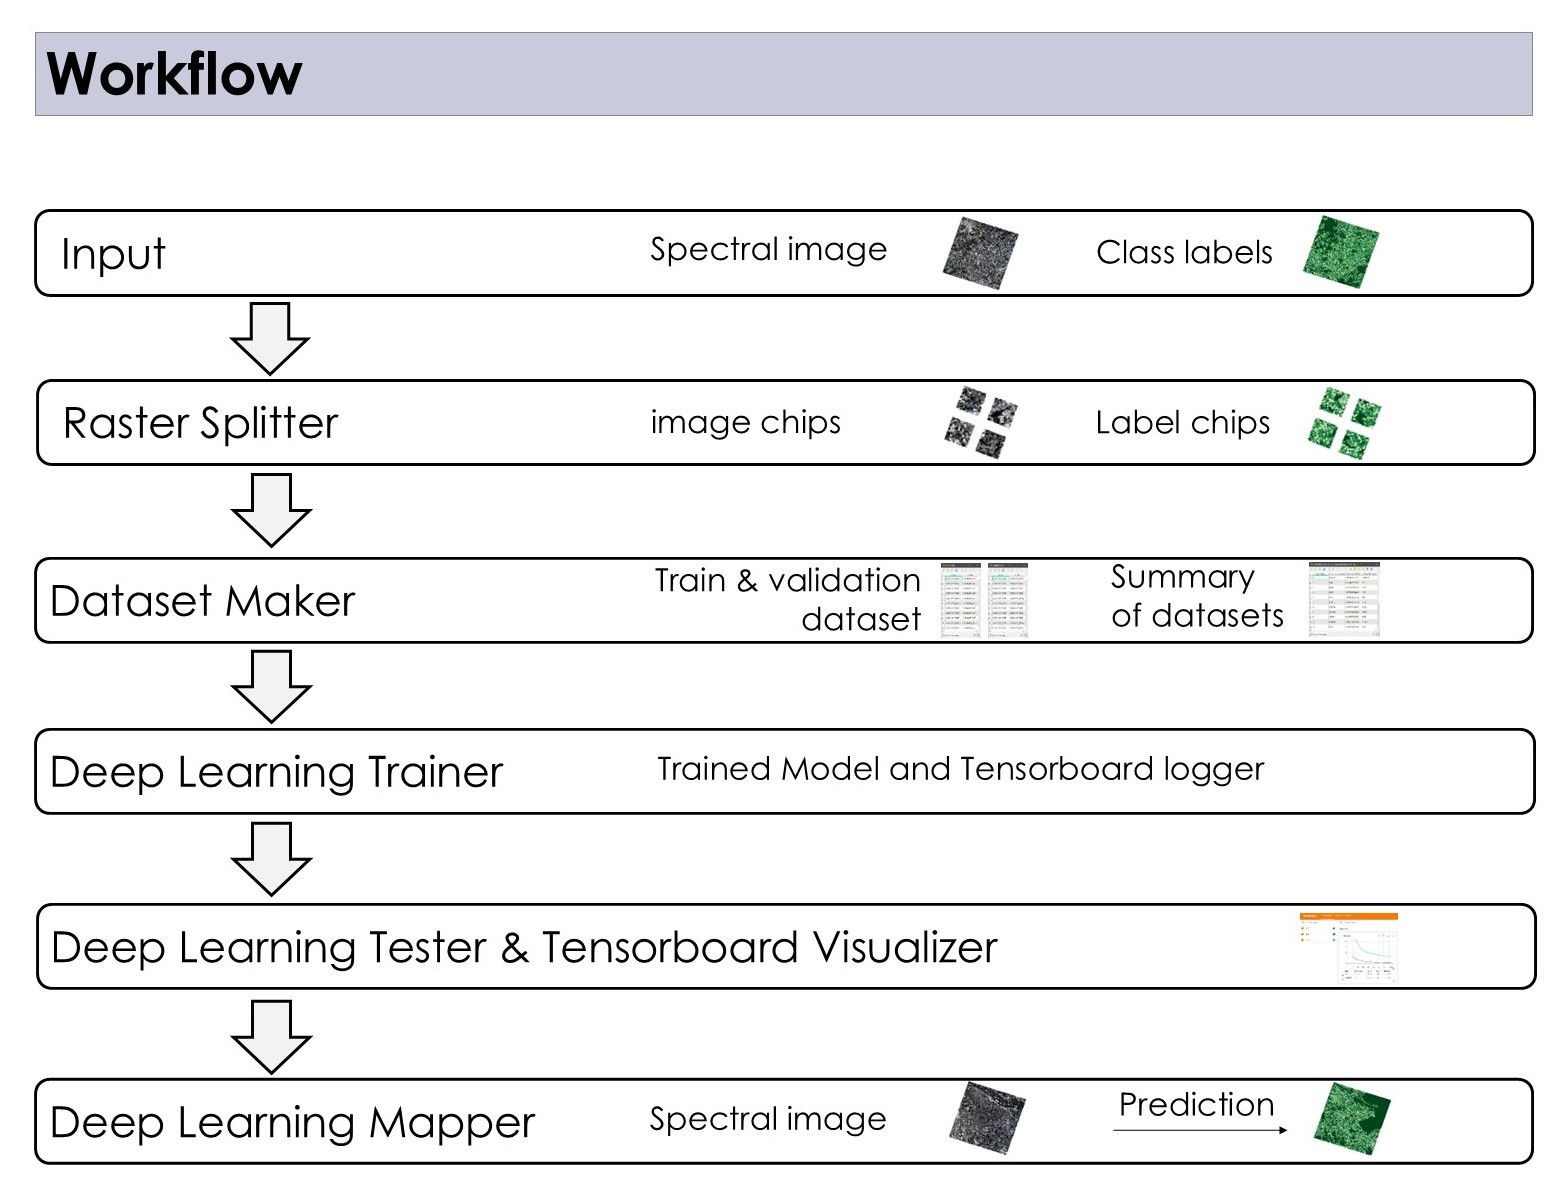 Workflow
Input
Spectral image
Class labels
Raster Splitter
image chips
Label chips
Dataset Maker
Train & validation
dataset
Summary
of datasets
Deep Learning Trainer
Trained Model and Tensorboard logger
Deep Learning Tester & Tensorboard Visualizer
Deep Learning Mapper
Spectral image
Prediction